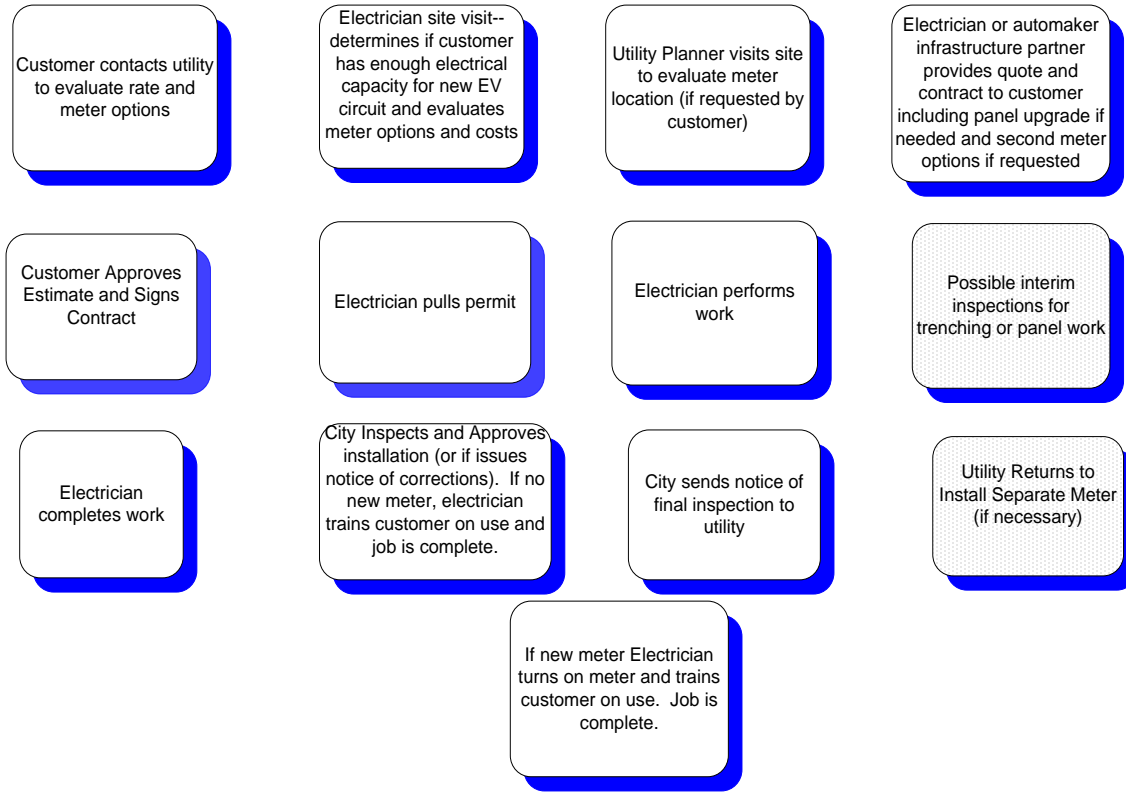 Customer contacts utility
to evaluate rate and
meter options
Electrician site visit--
determines if customer
has enough electrical
capacity for new EV
circuit and evaluates
meter options and costs
Utility Planner visits site
to evaluate meter
location (if requested by
customer)
Electrician or automaker
infrastructure partner
provides quote and
contract to customer
including panel upgrade if
needed and second meter
options if requested
Customer Approves
Estimate and Signs
Contract
Electrician pulls permit
Electrician performs
work
Possible interim
inspections for
trenching or panel work
Electrician
completes work
City Inspects and Approves
installation (or if issues
notice of corrections).  If no
new meter, electrician
trains customer on use and
job is complete.
City sends notice of
final inspection to
utility
Utility Returns to
Install Separate Meter
(if necessary)
If new meter Electrician
turns on meter and trains
customer on use.  Job is
complete.